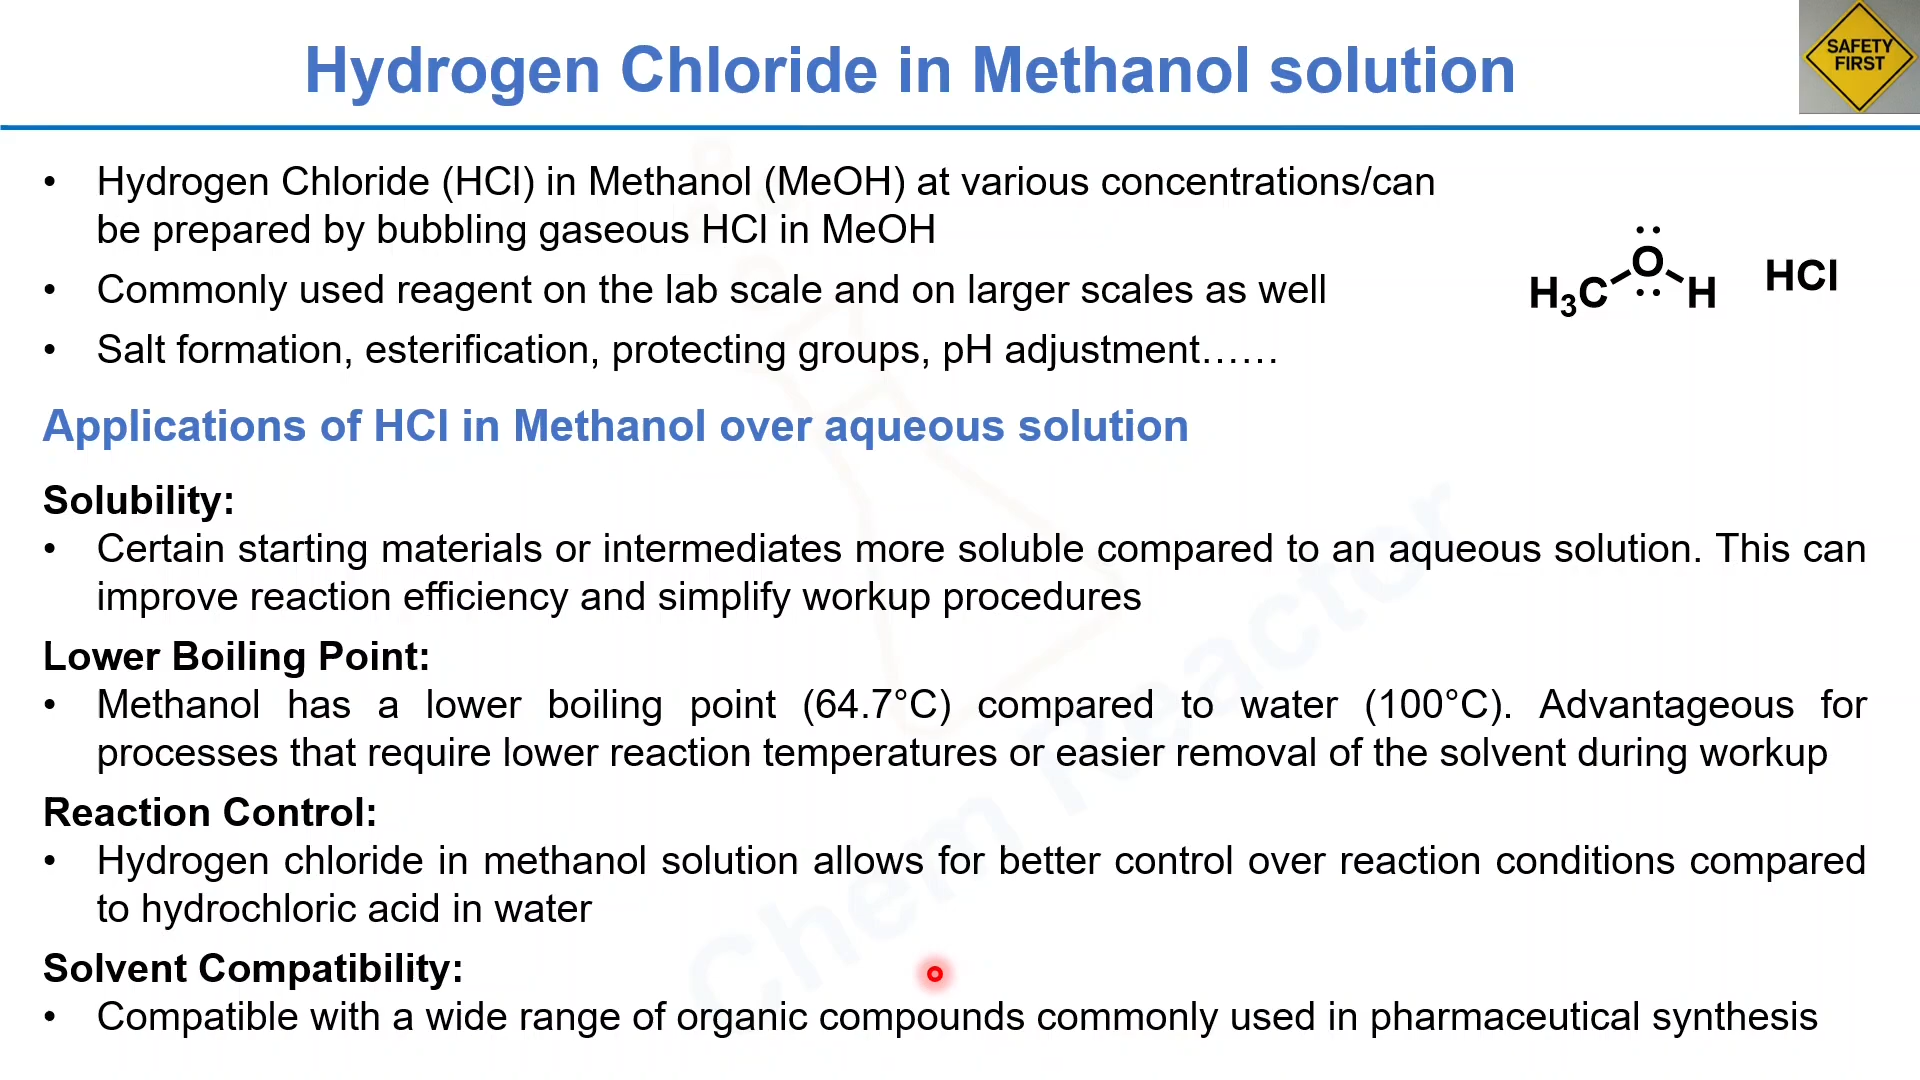 Hydrogen Chloride in Methanol solution
SAFETY
FIRST
• Hydrogen Chloride (HCl) in Methanol (MeOH) at various concentrations/can
be prepared by bubbling gaseous HCl in MeOH
• Commonly used reagent on the lab scale and on larger scales as well
• Salt formation, esterification, protecting groups, pH adjustment……
H₃C O H HCl
Applications of HCl in Methanol over aqueous solution
Solubility:
• Certain starting materials or intermediates more soluble compared to an aqueous solution. This can
improve reaction efficiency and simplify workup procedures
Lower Boiling Point:
• Methanol has a lower boiling point (64.7°C) compared to water (100°C). Advantageous for
processes that require lower reaction temperatures or easier removal of the solvent during workup
Reaction Control:
• Hydrogen chloride in methanol solution allows for better control over reaction conditions compared
to hydrochloric acid in water
Solvent Compatibility:
• Compatible with a wide range of organic compounds commonly used in pharmaceutical synthesis
Chem Reactor